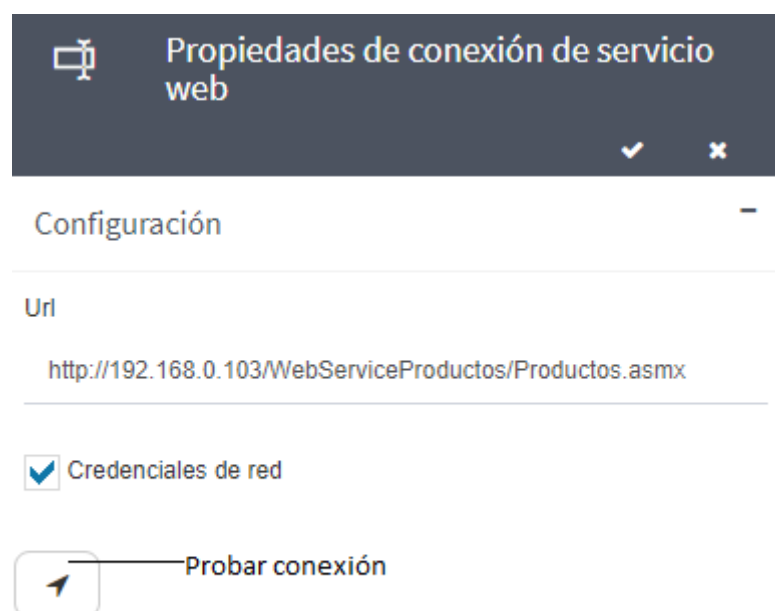 Propiedades de conexión de servicio
web
Configuración
Url
http://192.168.0.103/WebServiceProductos/Productos.asmx
Credenciales de red
Probar conexión